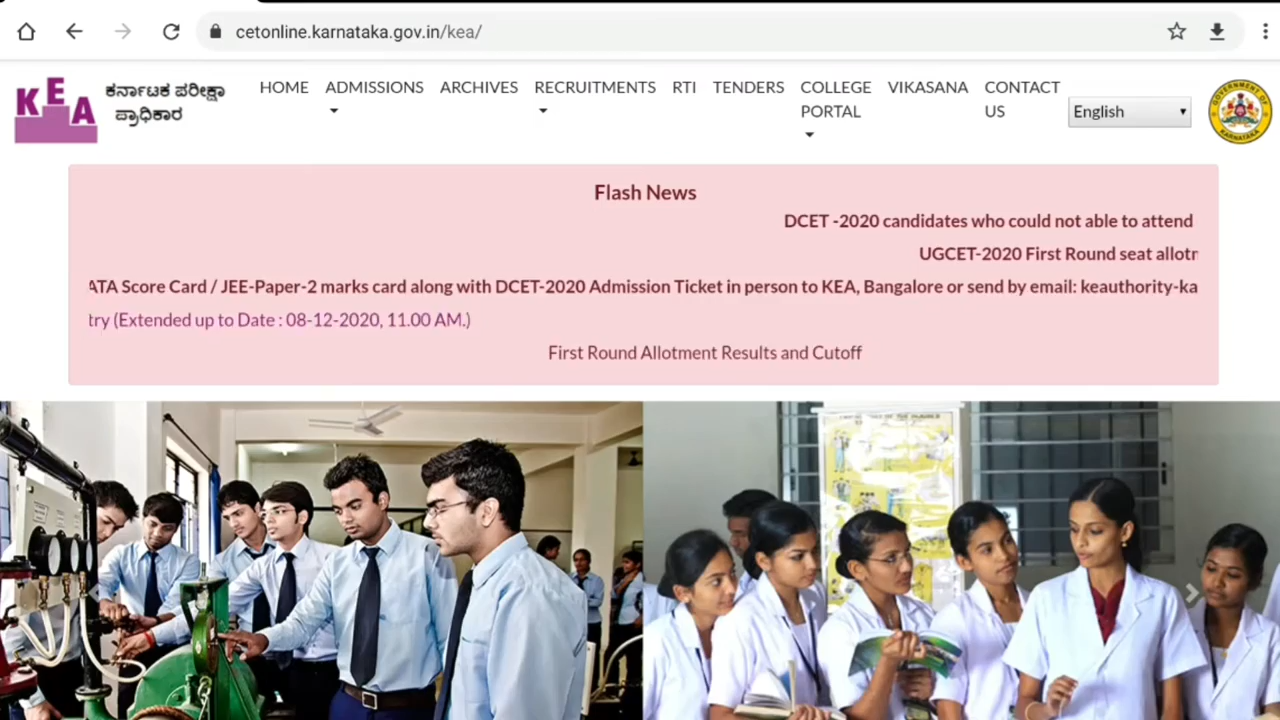 cetonline.karnataka.gov.in/kea/
KEA
ಕರ್ನಾಟಕ ಪರೀಕ್ಷಾ
ಪ್ರಾಧಿಕಾರ
HOME ADMISSIONS ARCHIVES RECRUITMENTS RTI TENDERS COLLEGE PORTAL VIKASANA CONTACT US
English
GOVERNMENT OF KARNATAKA
Flash News
DCET -2020 candidates who could not able to attend
UGCET-2020 First Round seat allotr
ATA Score Card / JEE-Paper-2 marks card along with DCET-2020 Admission Ticket in person to KEA, Bangalore or send by email: keauthority-ka
try (Extended up to Date : 08-12-2020, 11.00 AM.)
First Round Allotment Results and Cutoff